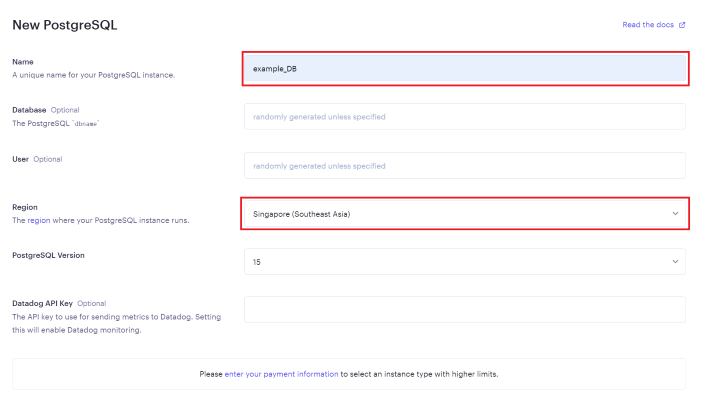 New PostgreSQL
Read the docs
Name
A unique name for your PostgreSQL instance.
example_DB
Database Optional
The PostgreSQL `dbname`
randomly generated unless specified
User Optional
randomly generated unless specified
Region
The region where your PostgreSQL instance runs.
Singapore (Southeast Asia)
PostgreSQL Version
15
Datadog API Key Optional
The API key to use for sending metrics to Datadog. Setting
this will enable Datadog monitoring.
Please enter your payment information to select an instance type with higher limits.